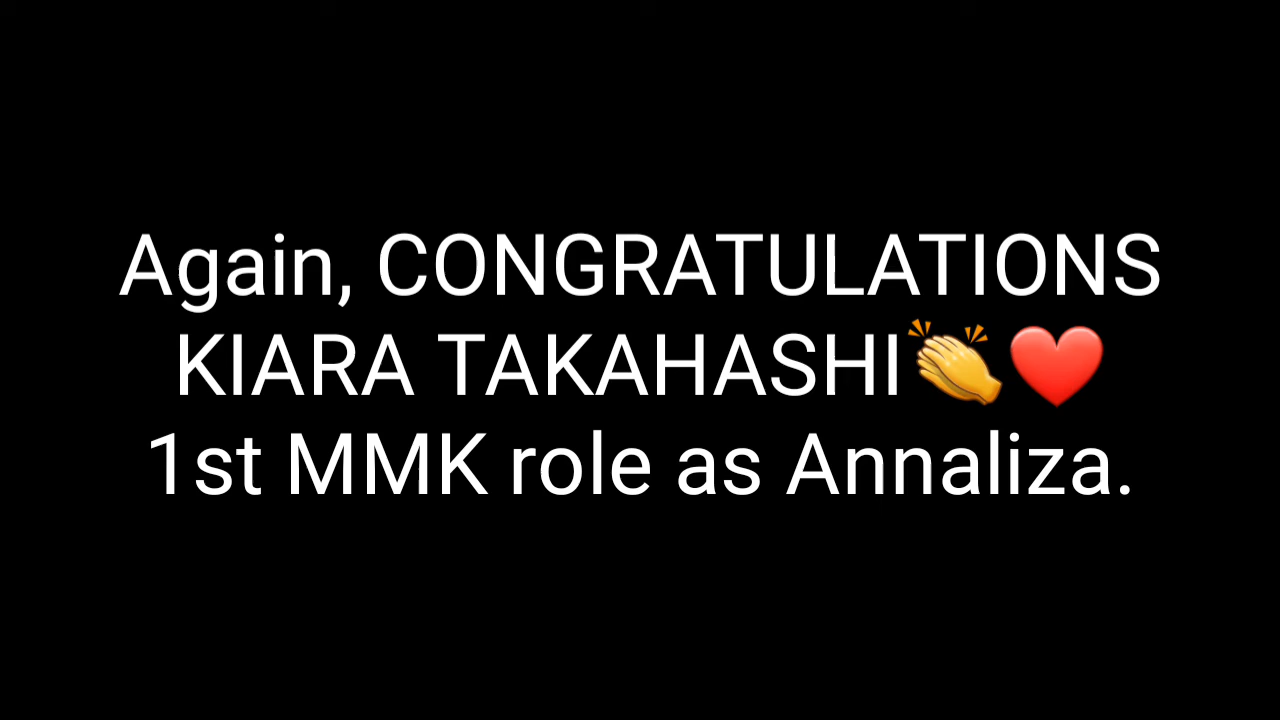 Again, CONGRATULATIONS
KIARA TAKAHASHI👏❤️
1st MMK role as Annaliza.